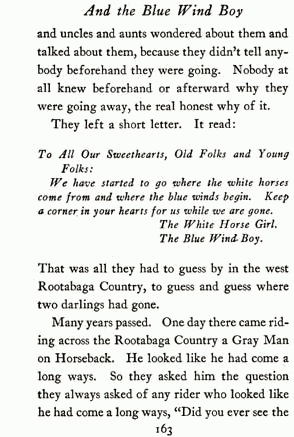 And the Blue Wind Boy
and uncles and aunts wondered about them and
talked about them, because they didn't tell any-
body beforehand they were going. Nobody at
all knew beforehand or afterward why they
were going away, the real honest why of it.
They left a short letter. It read:
To All Our Sweethearts, Old Folks and Young
Folks:
We have started to go where the white horses
come from and where the blue winds begin. Keep
a corner in your hearts for us while we are gone.
The White Horse Girl.
The Blue Wind Boy.
That was all they had to guess by in the west
Rootabaga Country, to guess and guess where
two darlings had gone.
Many years passed. One day there came rid-
ing across the Rootabaga Country a Gray Man
on Horseback. He looked like he had come a
long ways. So they asked him the question
they always asked of any rider who looked like
he had come a long ways, "Did you ever see the
163